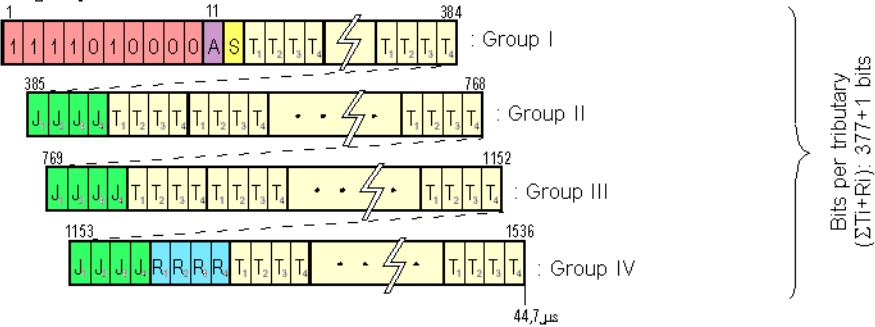 1 11 384
1 1 1 1 0 1 0 0 0 0 A S T1 T2 T3 T4 T1 T2 T3 T4 : Group I
385 768
J1 J2 J3 J4 T1 T2 T3 T4 T1 T2 T3 T4 T1 T2 T3 T4 : Group II
769 1152
J1 J2 J3 J4 T1 T2 T3 T4 T1 T2 T3 T4 T1 T2 T3 T4 : Group III
1153 1536
J1 J2 J3 J4 R1 R2 R3 R4 T1 T2 T3 T4 T1 T2 T3 T4 : Group IV
44,7 µs
Bits per tributary
(ΣTi+Ri): 377+1 bits